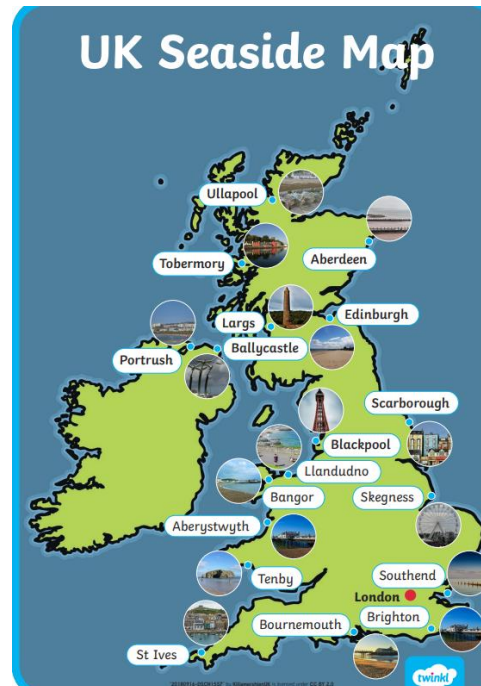 UK Seaside Map
Ullapool
Tobermory
Aberdeen
Largs
Edinburgh
Portrush
Ballycastle
Scarborough
Blackpool
Llandudno
Bangor
Skegness
Aberystwyth
Southend
Tenby
London
Bournemouth
Brighton
St Ives
twinkl